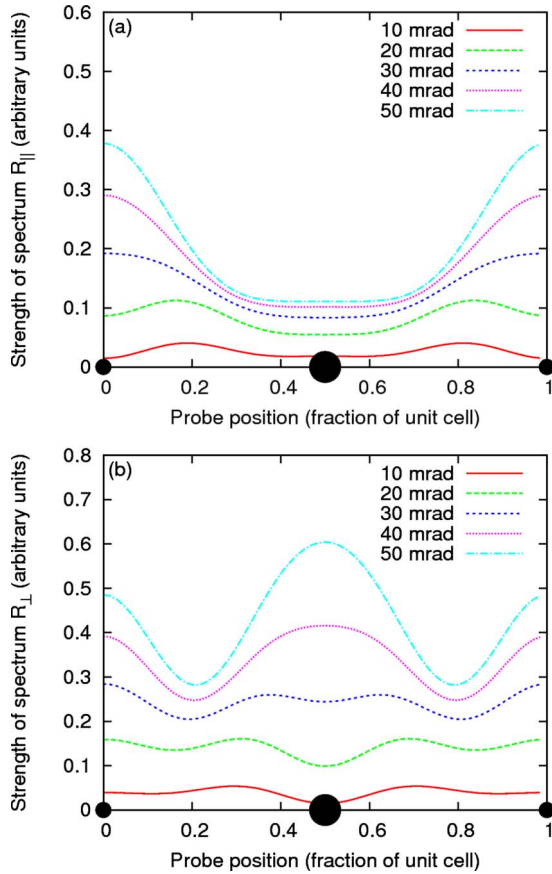 (a)
10 mrad
20 mrad
30 mrad
40 mrad
50 mrad
0.6
0.5
0.4
0.3
0.2
0.1
0
Strength of spectrum R||  (arbitrary units)
0.0
0.2
0.4
0.6
0.8
1
Probe position (fraction of unit cell)
(b)
10 mrad
20 mrad
30 mrad
40 mrad
50 mrad
0.8
0.7
0.6
0.5
0.4
0.3
0.2
0.1
0
Strength of spectrum R⊥ (arbitrary units)
0.0
0.2
0.4
0.6
0.8
1
Probe position (fraction of unit cell)